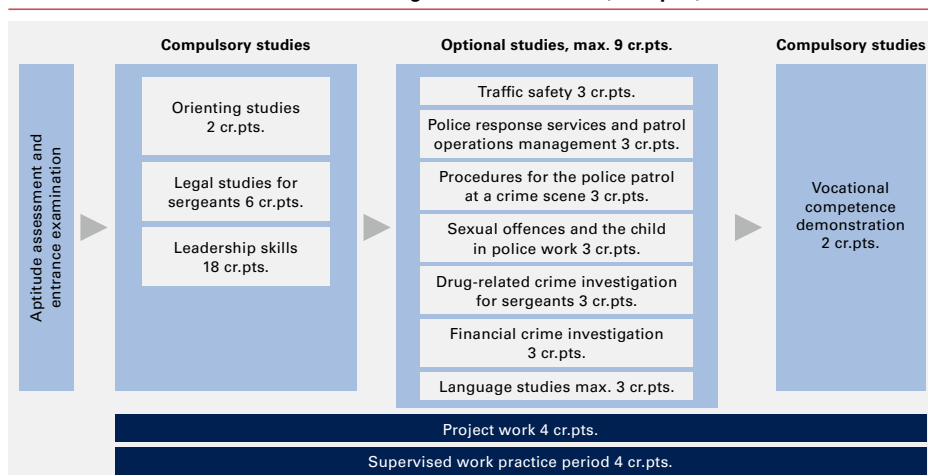 Compulsory studies
Optional studies, max. 9 cr.pts.
Compulsory studies
Aptitude assessment and
entrance examination
Orienting studies
2 cr.pts.
Legal studies for
sergeants 6 cr.pts.
Leadership skills
18 cr.pts.
Traffic safety 3 cr.pts.
Police response services and patrol
operations management 3 cr.pts.
Procedures for the police patrol
at a crime scene 3 cr.pts.
Sexual offences and the child
in police work 3 cr.pts.
Drug-related crime investigation
for sergeants 3 cr.pts.
Financial crime investigation
3 cr.pts.
Language studies max. 3 cr.pts.
Vocational
competence
demonstration
2 cr.pts.
Project work 4 cr.pts.
Supervised work practice period 4 cr.pts.